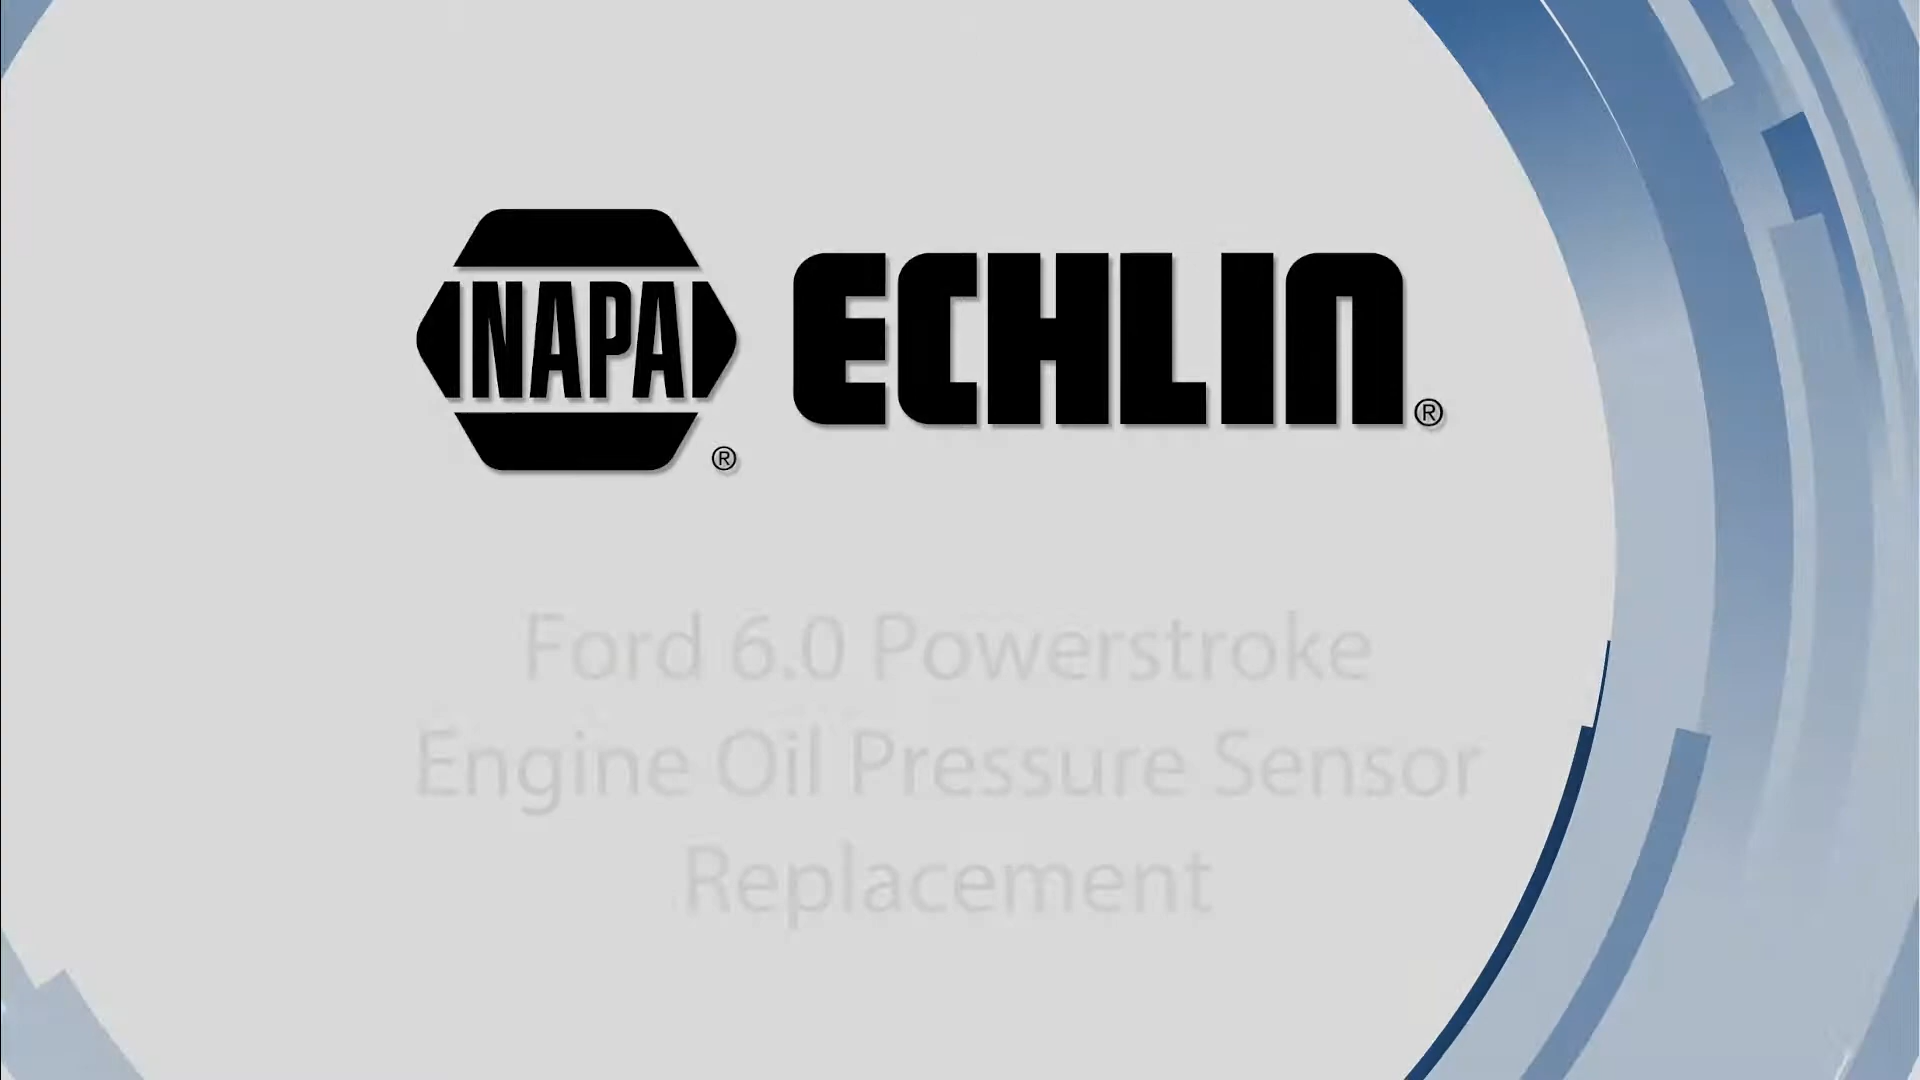 NAPA ® ECHLIN ®
Ford 6.0 Powerstroke
Engine Oil Pressure Sensor
Replacement